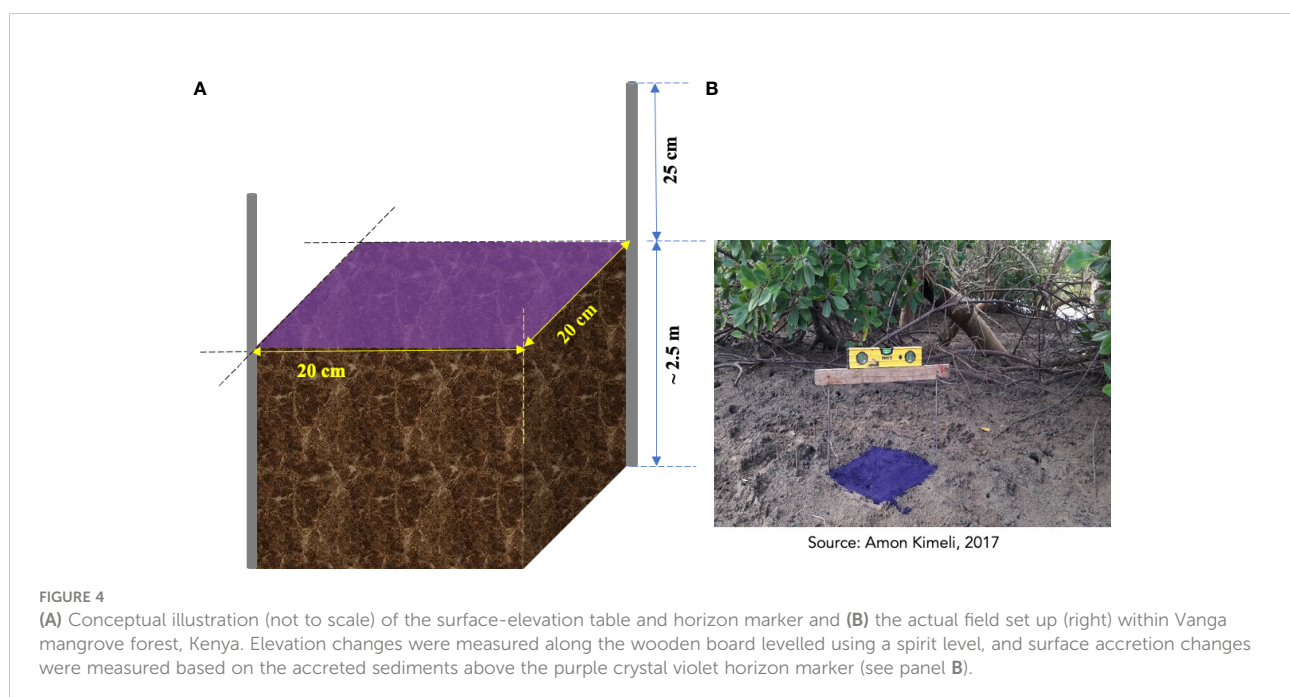 A
B
25 cm
20 cm
20 cm
~ 2.5 m
Source: Amon Kimeli, 2017
FIGURE 4
(A) Conceptual illustration (not to scale) of the surface-elevation table and horizon marker and (B) the actual field set up (right) within Vanga
mangrove forest, Kenya. Elevation changes were measured along the wooden board levelled using a spirit level, and surface accretion changes
were measured based on the accreted sediments above the purple crystal violet horizon marker (see panel B).